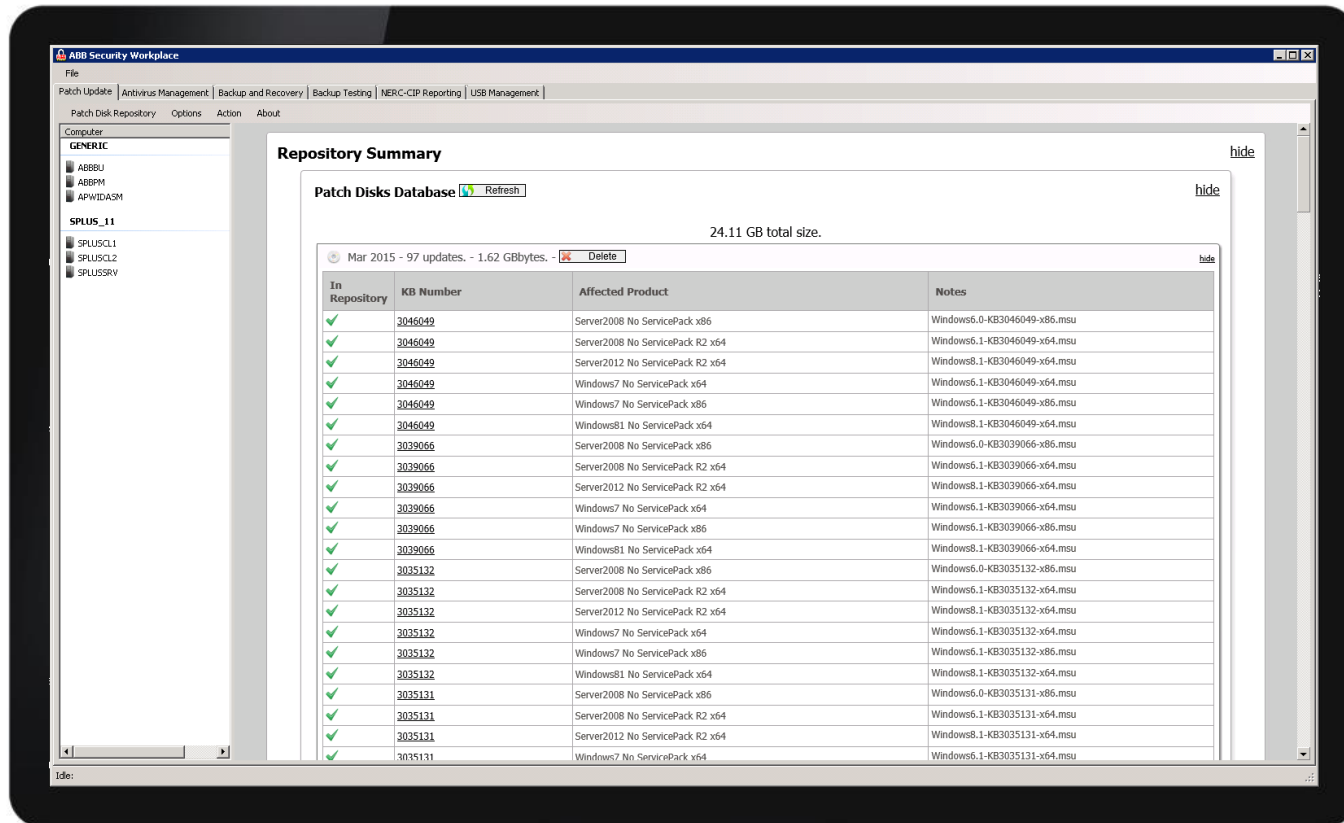 ABB Security Workplace
File
Patch Update Antivirus Management Backup and Recovery Backup Testing NERC-CIP Reporting USB Management
Patch Disk Repository Options Action About
Computer
GENERIC
ABBBU
ABBPM
APWIDASM
SPLUS_11
SPLUSCL1
SPLUSCL2
SPLUSSRV
Repository Summary hide
Patch Disks Database Refresh hide
24.11 GB total size.
Mar 2015 - 97 updates. - 1.62 GBbytes. - Delete hide
In Repository KB Number Affected Product Notes
3046049 Server2008 No ServicePack x86 Windows6.0-KB3046049-x86.msu
3046049 Server2008 No ServicePack R2 x64 Windows6.1-KB3046049-x64.msu
3046049 Server2012 No ServicePack R2 x64 Windows8.1-KB3046049-x64.msu
3046049 Windows7 No ServicePack x64 Windows6.1-KB3046049-x64.msu
3046049 Windows7 No ServicePack x86 Windows6.1-KB3046049-x86.msu
3046049 Windows81 No ServicePack x64 Windows8.1-KB3046049-x64.msu
3039066 Server2008 No ServicePack x86 Windows6.0-KB3039066-x86.msu
3039066 Server2008 No ServicePack R2 x64 Windows6.1-KB3039066-x64.msu
3039066 Server2012 No ServicePack R2 x64 Windows8.1-KB3039066-x64.msu
3039066 Windows7 No ServicePack x64 Windows6.1-KB3039066-x64.msu
3039066 Windows7 No ServicePack x86 Windows6.1-KB3039066-x86.msu
3039066 Windows81 No ServicePack x64 Windows8.1-KB3039066-x64.msu
3035132 Server2008 No ServicePack x86 Windows6.0-KB3035132-x86.msu
3035132 Server2008 No ServicePack R2 x64 Windows6.1-KB3035132-x64.msu
3035132 Server2012 No ServicePack R2 x64 Windows8.1-KB3035132-x64.msu
3035132 Windows7 No ServicePack x64 Windows6.1-KB3035132-x64.msu
3035132 Windows7 No ServicePack x86 Windows6.1-KB3035132-x86.msu
3035132 Windows81 No ServicePack x64 Windows8.1-KB3035132-x64.msu
3035131 Server2008 No ServicePack x86 Windows6.0-KB3035131-x86.msu
3035131 Server2008 No ServicePack R2 x64 Windows6.1-KB3035131-x64.msu
3035131 Server2012 No ServicePack R2 x64 Windows8.1-KB3035131-x64.msu
3035131 Windows7 No ServicePack x64 Windows6.1-KB3035131-x64.msu
Idle: